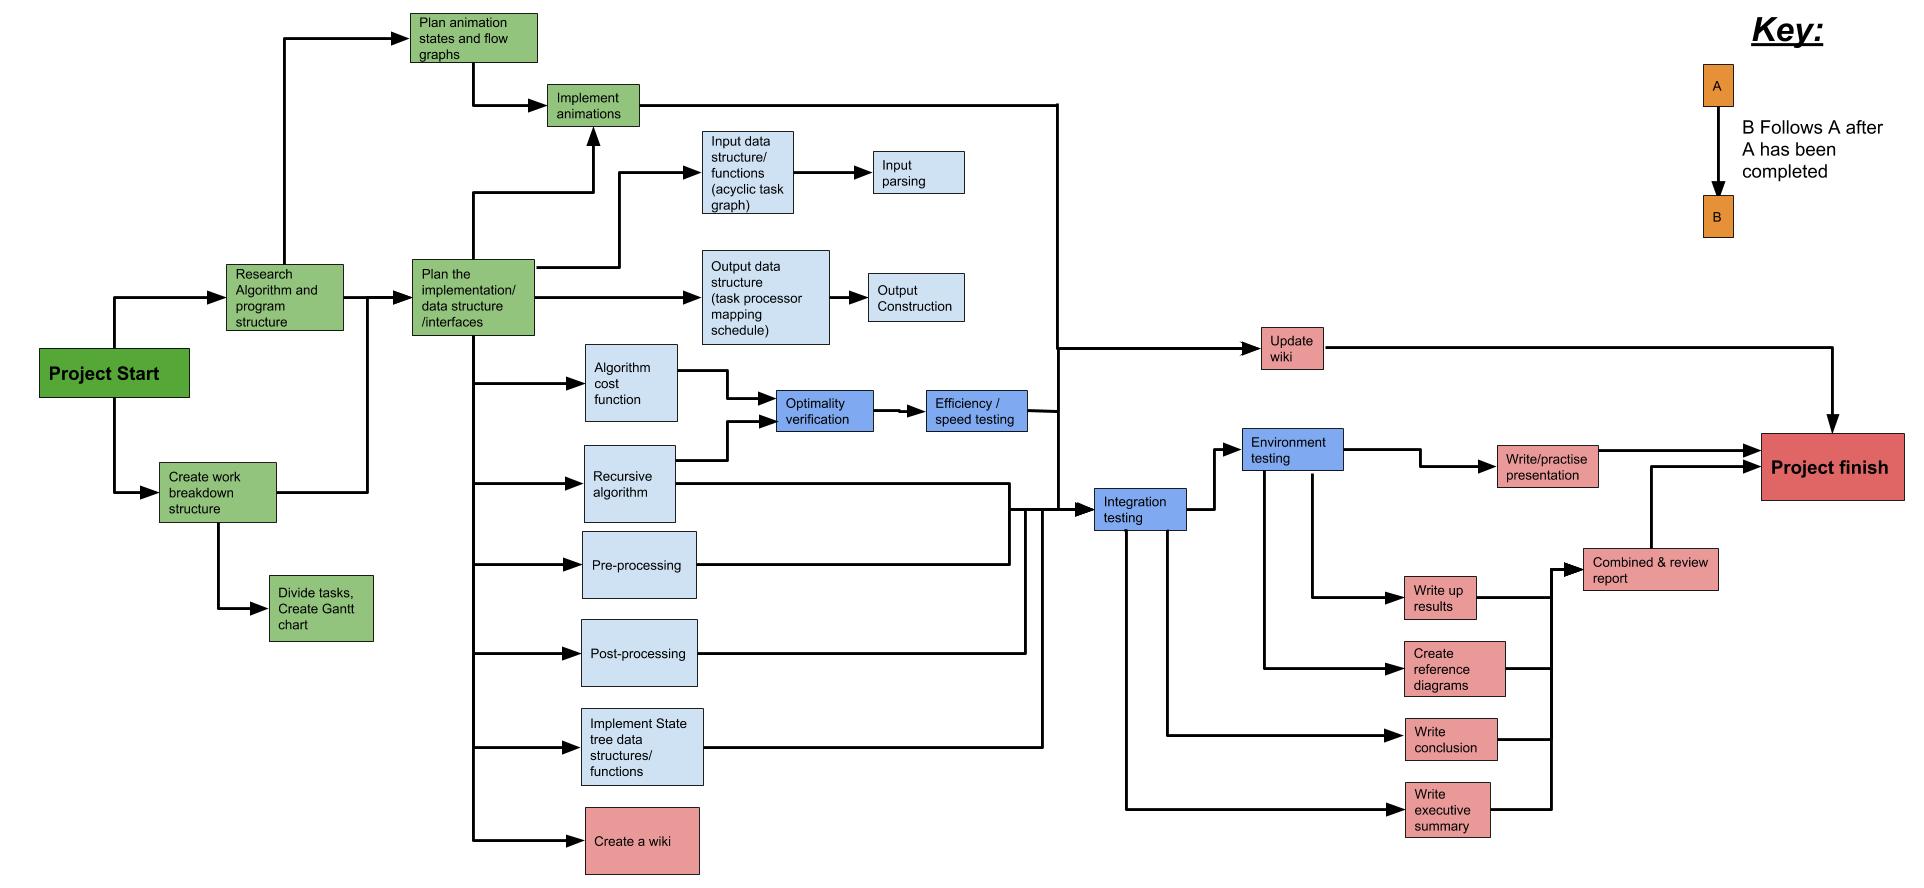 Key:
Plan animation
states and flow
graphs
A
Implement
animations
B Follows A after
A has been
completed
Input data
structure/
functions
(acyclic task
graph)
Input
parsing
B
Research
Algorithm and
program
structure
Plan the
implementation/
data structure
/interfaces
Output data
structure
(task processor
mapping
schedule)
Output
Construction
Project Start
Update
wiki
Algorithm
cost
function
Optimality
verification
Efficiency /
speed testing
Environment
testing
Write/practise
presentation
Project finish
Create work
breakdown
structure
Recursive
algorithm
Integration
testing
Pre-processing
Combined & review
report
Divide tasks,
Create Gantt
chart
Write up
results
Post-processing
Create
reference
diagrams
Implement State
tree data
structures/
functions
Write
conclusion
Write
executive
summary
Create a wiki